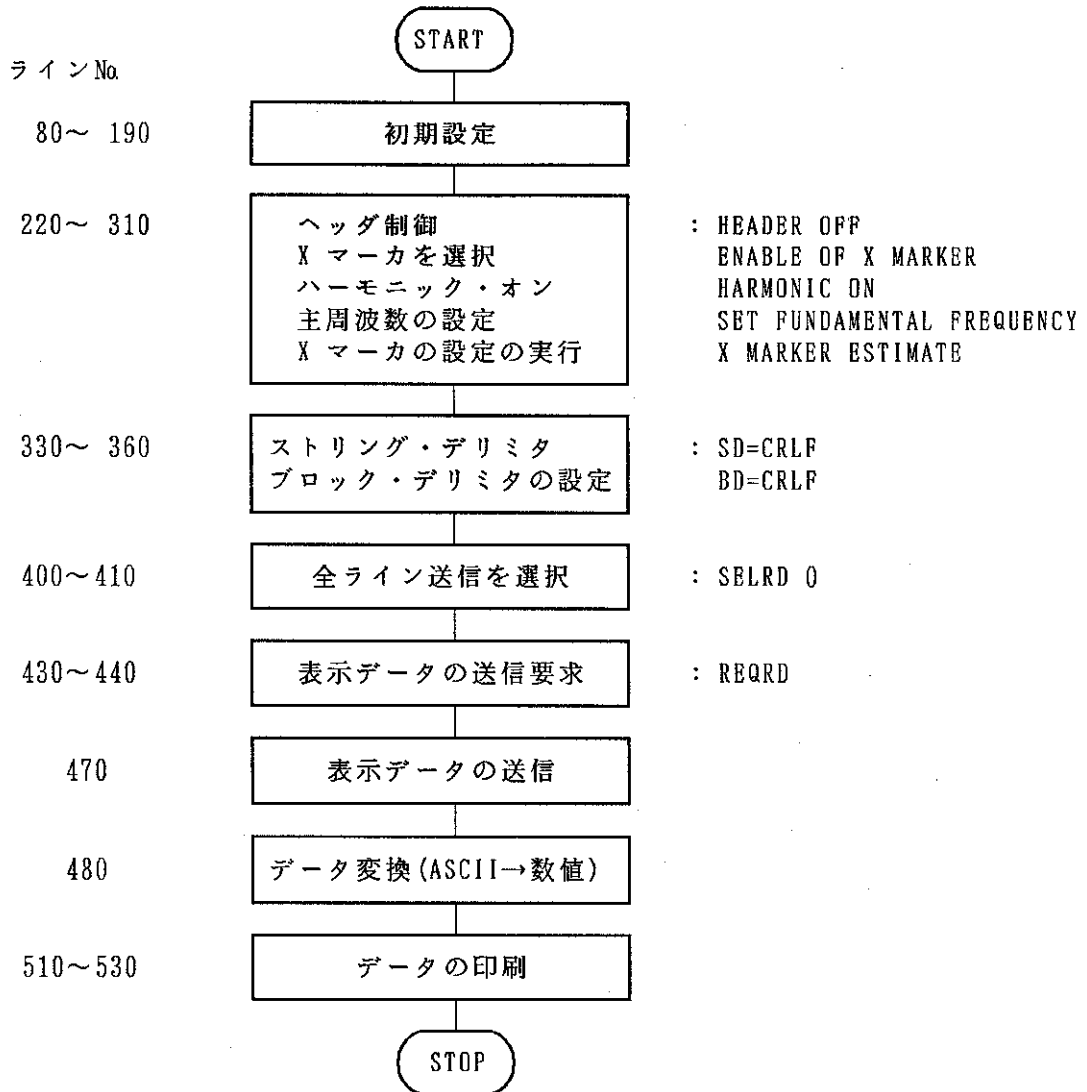 START
ラインNo.
80～ 190 初期設定
220～ 310 ヘッダ制御 : HEADER OFF
X マーカを選択 ENABLE OF X MARKER
ハーモニック・オン HARMONIC ON
主周波数の設定 SET FUNDAMENTAL FREQUENCY
X マーカの設定の実行 X MARKER ESTIMATE
330～ 360 ストリング・デリミタ : SD=CRLF
ブロック・デリミタの設定 BD=CRLF
400～410 全ライン送信を選択 : SELRD 0
430～440 表示データの送信要求 : REQRD
470 表示データの送信
480 データ変換(ASCII→数値)
510～530 データの印刷
STOP